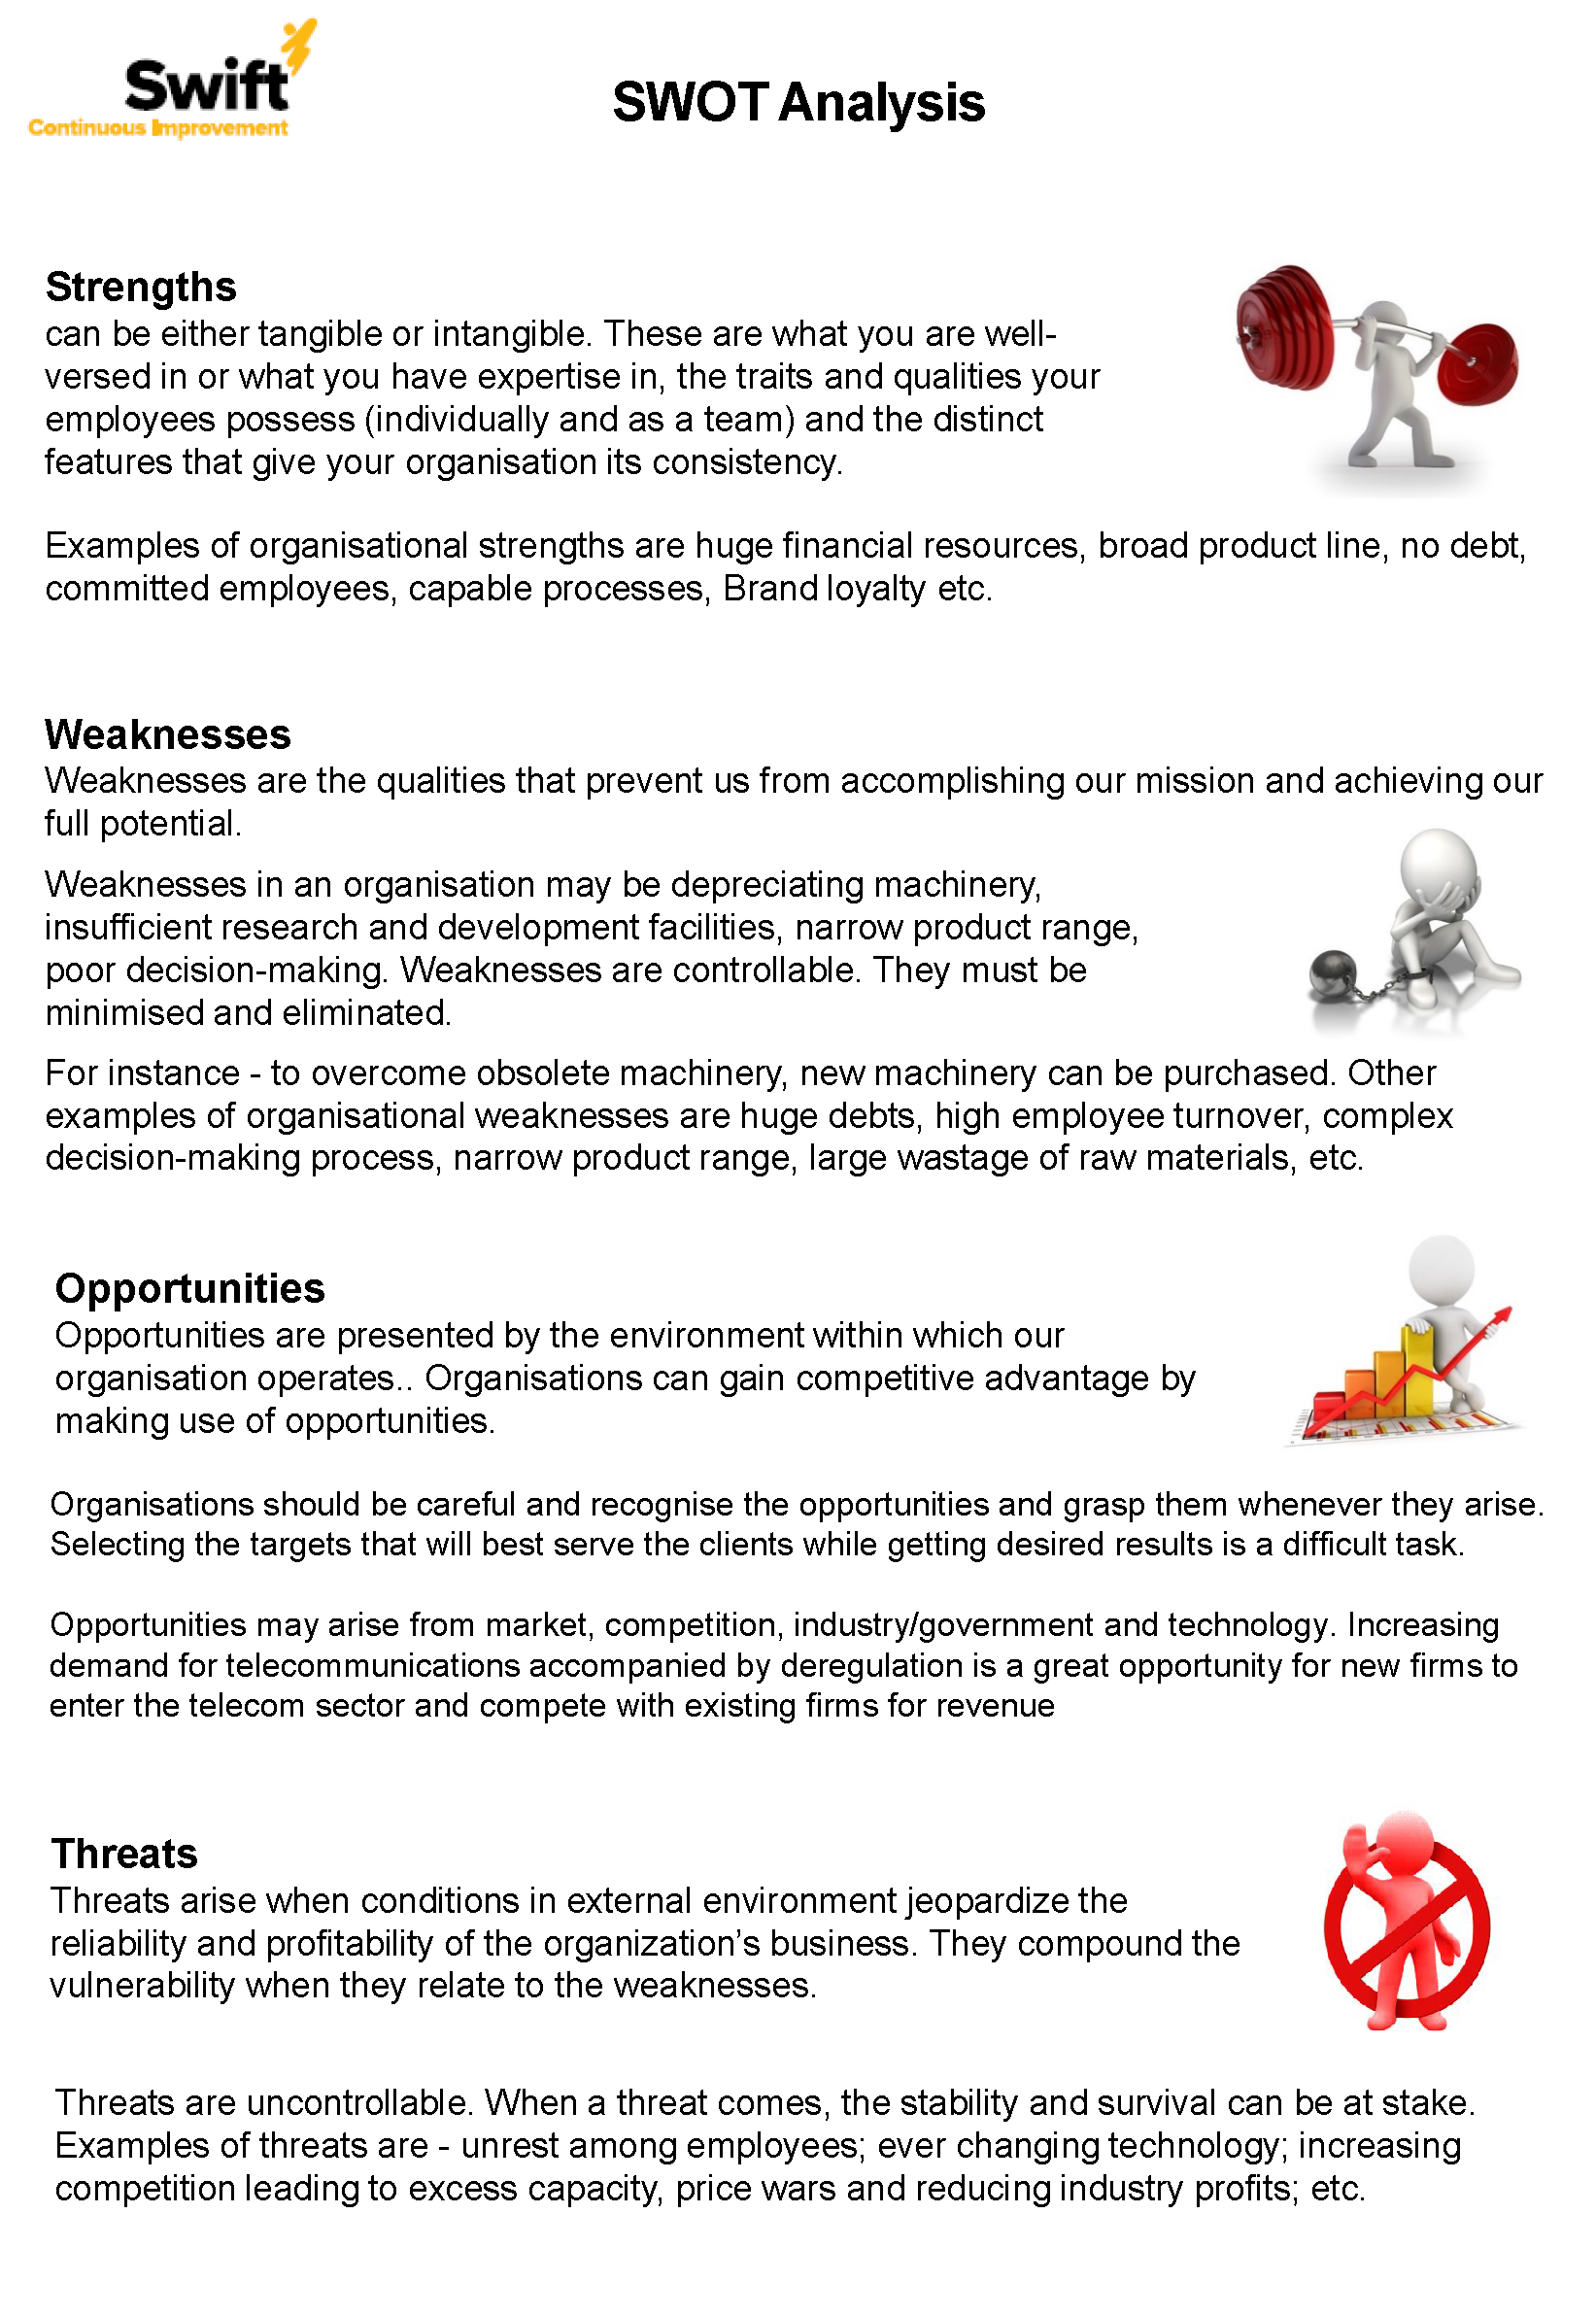 Swift
Continuous Improvement
SWOT Analysis
Strengths
can be either tangible or intangible. These are what you are well-
versed in or what you have expertise in, the traits and qualities your
employees possess (individually and as a team) and the distinct
features that give your organisation its consistency.
Examples of organisational strengths are huge financial resources, broad product line, no debt,
committed employees, capable processes, Brand loyalty etc.
Weaknesses
Weaknesses are the qualities that prevent us from accomplishing our mission and achieving our
full potential.
Weaknesses in an organisation may be depreciating machinery,
insufficient research and development facilities, narrow product range,
poor decision-making. Weaknesses are controllable. They must be
minimised and eliminated.
For instance - to overcome obsolete machinery, new machinery can be purchased. Other
examples of organisational weaknesses are huge debts, high employee turnover, complex
decision-making process, narrow product range, large wastage of raw materials, etc.
Opportunities
Opportunities are presented by the environment within which our
organisation operates.. Organisations can gain competitive advantage by
making use of opportunities.
Organisations should be careful and recognise the opportunities and grasp them whenever they arise.
Selecting the targets that will best serve the clients while getting desired results is a difficult task.
Opportunities may arise from market, competition, industry/government and technology. Increasing
demand for telecommunications accompanied by deregulation is a great opportunity for new firms to
enter the telecom sector and compete with existing firms for revenue
Threats
Threats arise when conditions in external environment jeopardize the
reliability and profitability of the organization’s business. They compound the
vulnerability when they relate to the weaknesses.
Threats are uncontrollable. When a threat comes, the stability and survival can be at stake.
Examples of threats are - unrest among employees; ever changing technology; increasing
competition leading to excess capacity, price wars and reducing industry profits; etc.